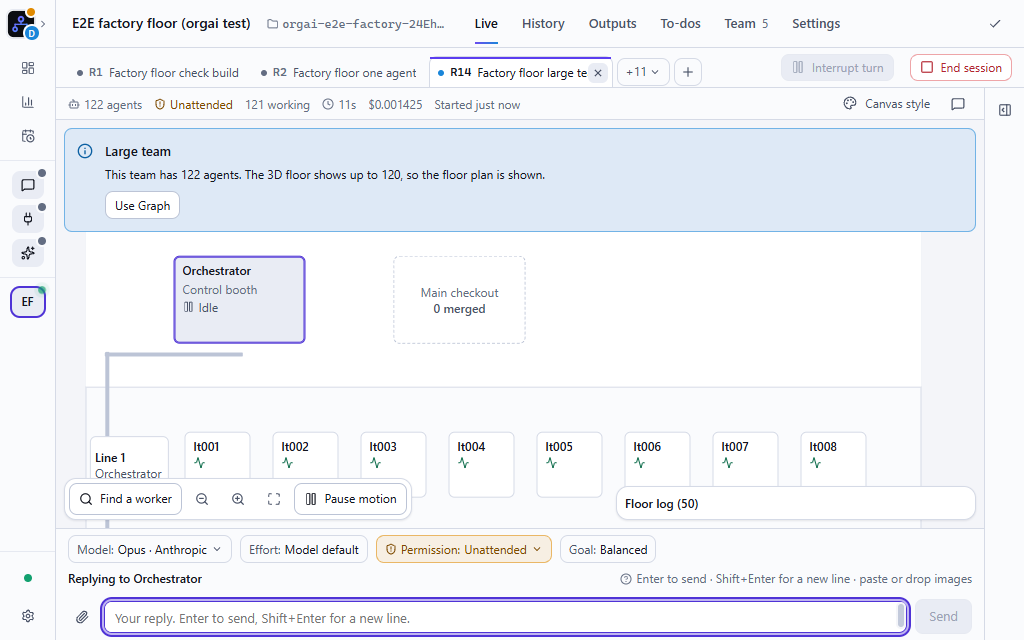 E2E factory floor (orgai test)
orgai-e2e-factory-24Eh…
Live
History
Outputs
To-dos
Team 5
Settings
D
R1 Factory floor check build
R2 Factory floor one agent
R14 Factory floor large te
+11
Interrupt turn
End session
122 agents
Unattended
121 working
11s
$0.001425
Started just now
Canvas style
Large team
This team has 122 agents. The 3D floor shows up to 120, so the floor plan is shown.
Use Graph
EF
Orchestrator
Control booth
Idle
Main checkout
0 merged
Line 1
Orchestrator
lt001
lt002
lt003
lt004
lt005
lt006
lt007
lt008
Find a worker
Pause motion
Floor log (50)
Model: Opus · Anthropic
Effort: Model default
Permission: Unattended
Goal: Balanced
Replying to Orchestrator
Enter to send · Shift+Enter for a new line · paste or drop images
Your reply. Enter to send, Shift+Enter for a new line.
Send